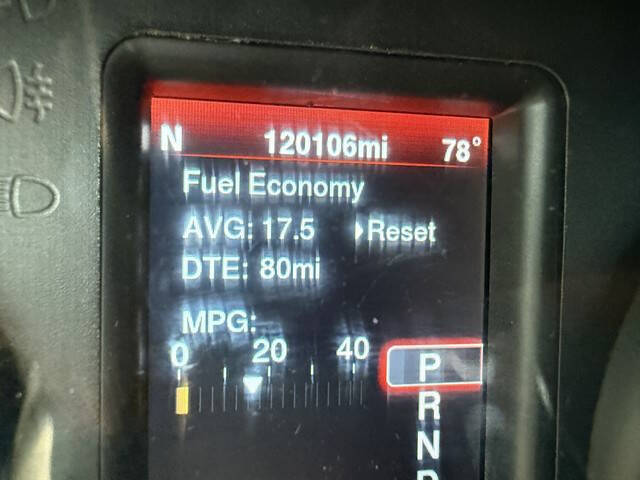 N 120106mi 78°
Fuel Economy
AVG: 17.5 Reset
DTE: 80mi
MPG:
0 20 40
P
R
N
D